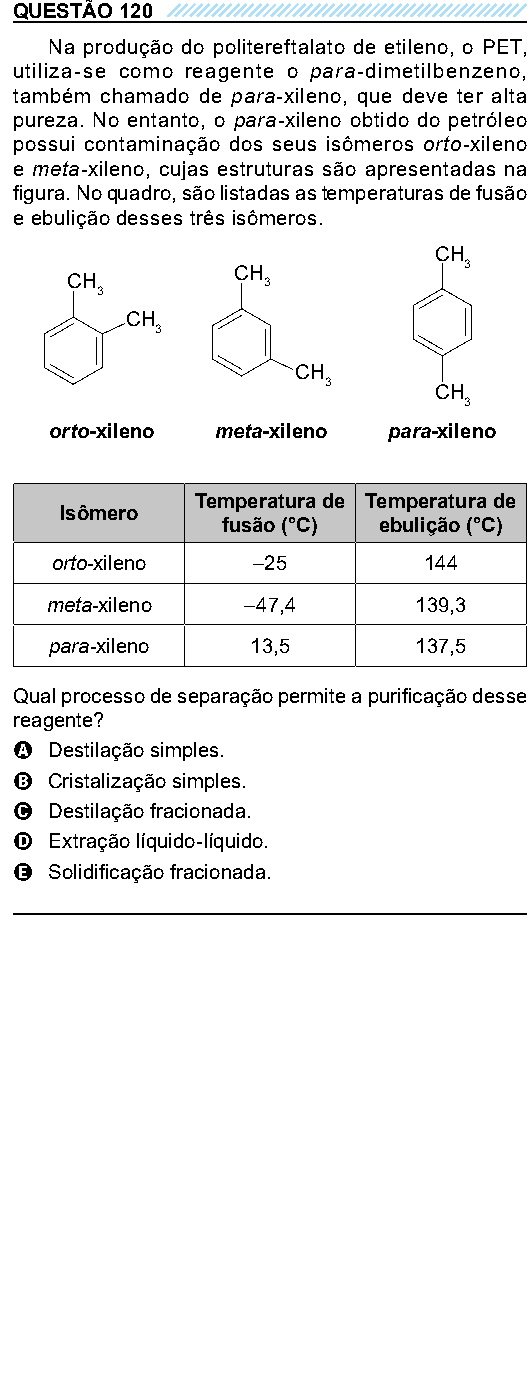 QUESTÃO 120
Na produção do politereftalato de etileno, o PET,
utiliza-se como reagente o para-dimetilbenzeno,
também chamado de para-xileno, que deve ter alta
pureza. No entanto, o para-xileno obtido do petróleo
possui contaminação dos seus isômeros orto-xileno
e meta-xileno, cujas estruturas são apresentadas na
figura. No quadro, são listadas as temperaturas de fusão
e ebulição desses três isômeros.
CH3
CH3
CH3
CH3
CH3
CH3
orto-xileno meta-xileno para-xileno
Isômero Temperatura de fusão (°C) Temperatura de ebulição (°C)
orto-xileno –25 144
meta-xileno –47,4 139,3
para-xileno 13,5 137,5
Qual processo de separação permite a purificação desse
reagente?
A Destilação simples.
B Cristalização simples.
C Destilação fracionada.
D Extração líquido-líquido.
E Solidificação fracionada.